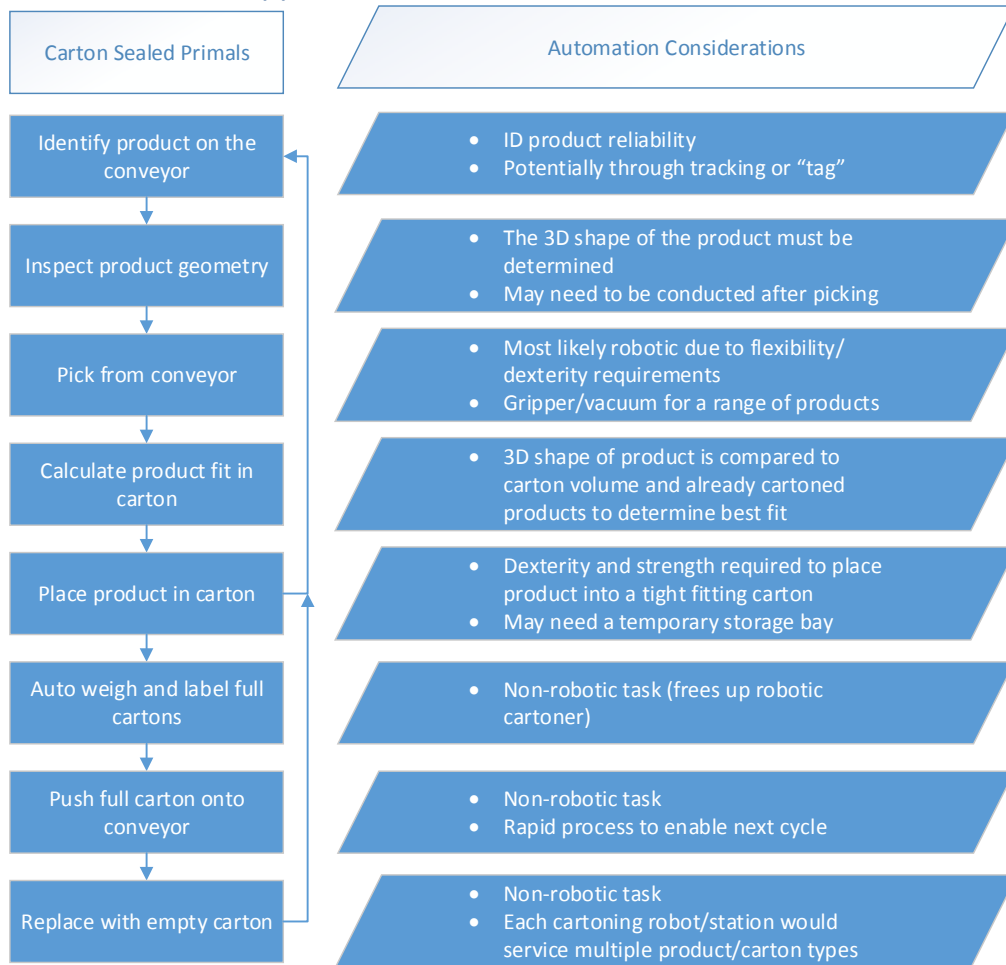 Carton Sealed Primals
Automation Considerations
Identify product on the
conveyor
• ID product reliability
• Potentially through tracking or “tag”
Inspect product geometry
• The 3D shape of the product must be
determined
• May need to be conducted after picking
Pick from conveyor
• Most likely robotic due to flexibility/
dexterity requirements
• Gripper/vacuum for a range of products
Calculate product fit in
carton
• 3D shape of product is compared to
carton volume and already cartoned
products to determine best fit
Place product in carton
• Dexterity and strength required to place
product into a tight fitting carton
• May need a temporary storage bay
Auto weigh and label full
cartons
• Non-robotic task (frees up robotic
cartoner)
Push full carton onto
conveyor
• Non-robotic task
• Rapid process to enable next cycle
Replace with empty carton
• Non-robotic task
• Each cartoning robot/station would
service multiple product/carton types